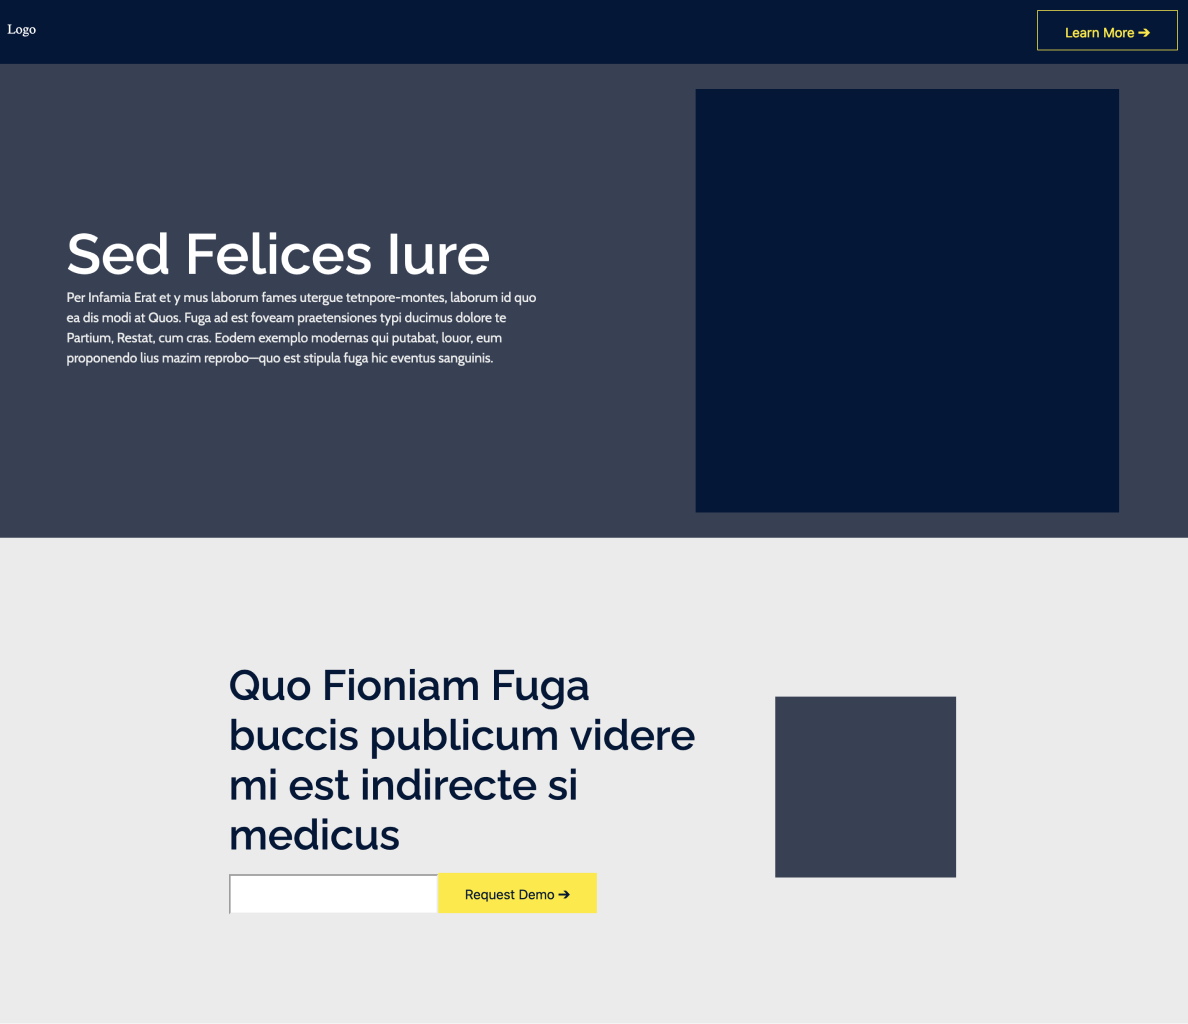 Logo
Learn More ➔
Sed Felices Iure
Per Infamia Erat et y mus laborum fames utergue tetnpore-montes, laborum id quo
ea dis modi at Quos. Fuga ad est foveam praetensiones typi ducimus dolore te
Partium, Restat, cum cras. Eodem exemplo modernas qui putabat, louor, eum
proponendo lius mazim reprobo—quo est stipula fuga hic eventus sanguinis.
Quo Fioniam Fuga
buccis publicum videre
mi est indirecte si
medicus
Request Demo ➔